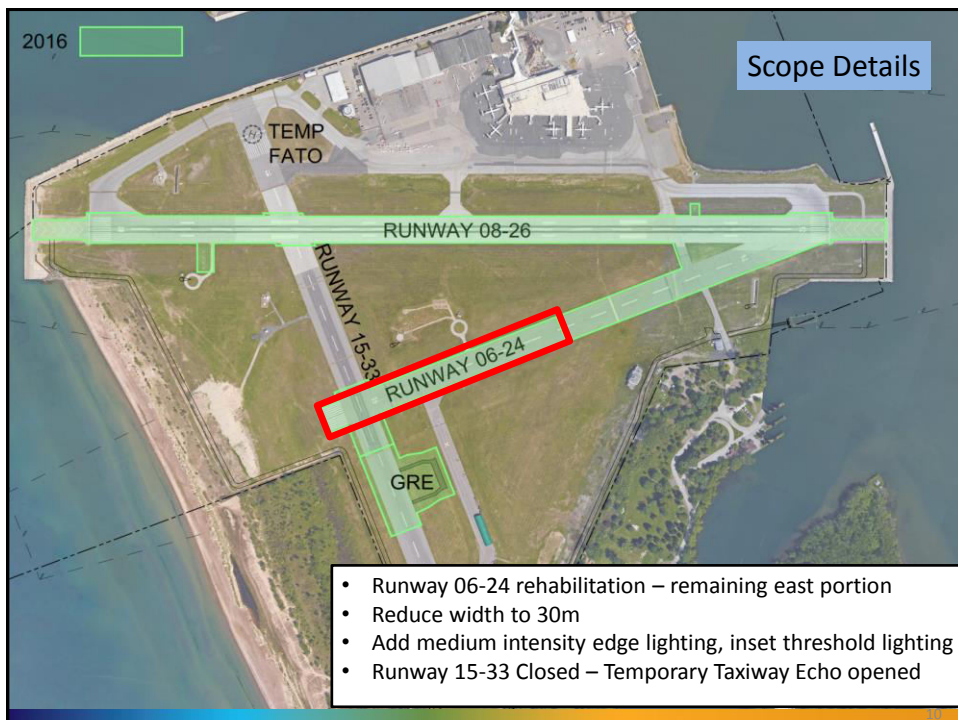 2016
Scope Details
TEMP
FATO
RUNWAY 08-26
RUNWAY 15-33
RUNWAY 06-24
GRE
• Runway 06-24 rehabilitation – remaining east portion
• Reduce width to 30m
• Add medium intensity edge lighting, inset threshold lighting
• Runway 15-33 Closed – Temporary Taxiway Echo opened
10